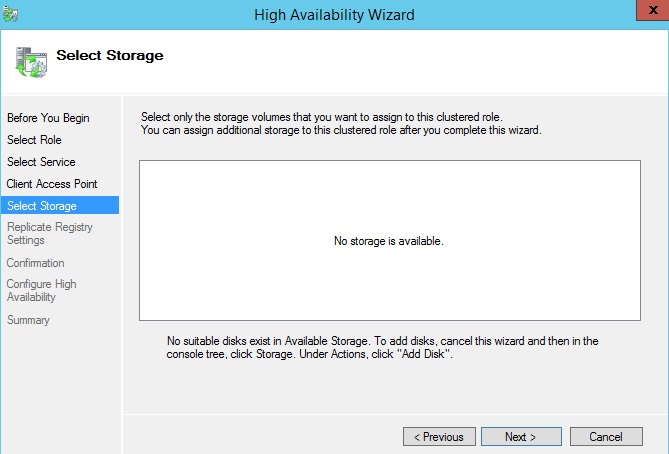 High Availability Wizard
x
Select Storage
Before You Begin
Select Role
Select Service
Client Access Point
Select Storage
Replicate Registry
Settings
Confirmation
Configure High
Availability
Summary
Select only the storage volumes that you want to assign to this clustered role.
You can assign additional storage to this clustered role after you complete this wizard.
No storage is available.
No suitable disks exist in Available Storage. To add disks, cancel this wizard and then in the
console tree, click Storage. Under Actions, click "Add Disk".
< Previous
Next >
Cancel